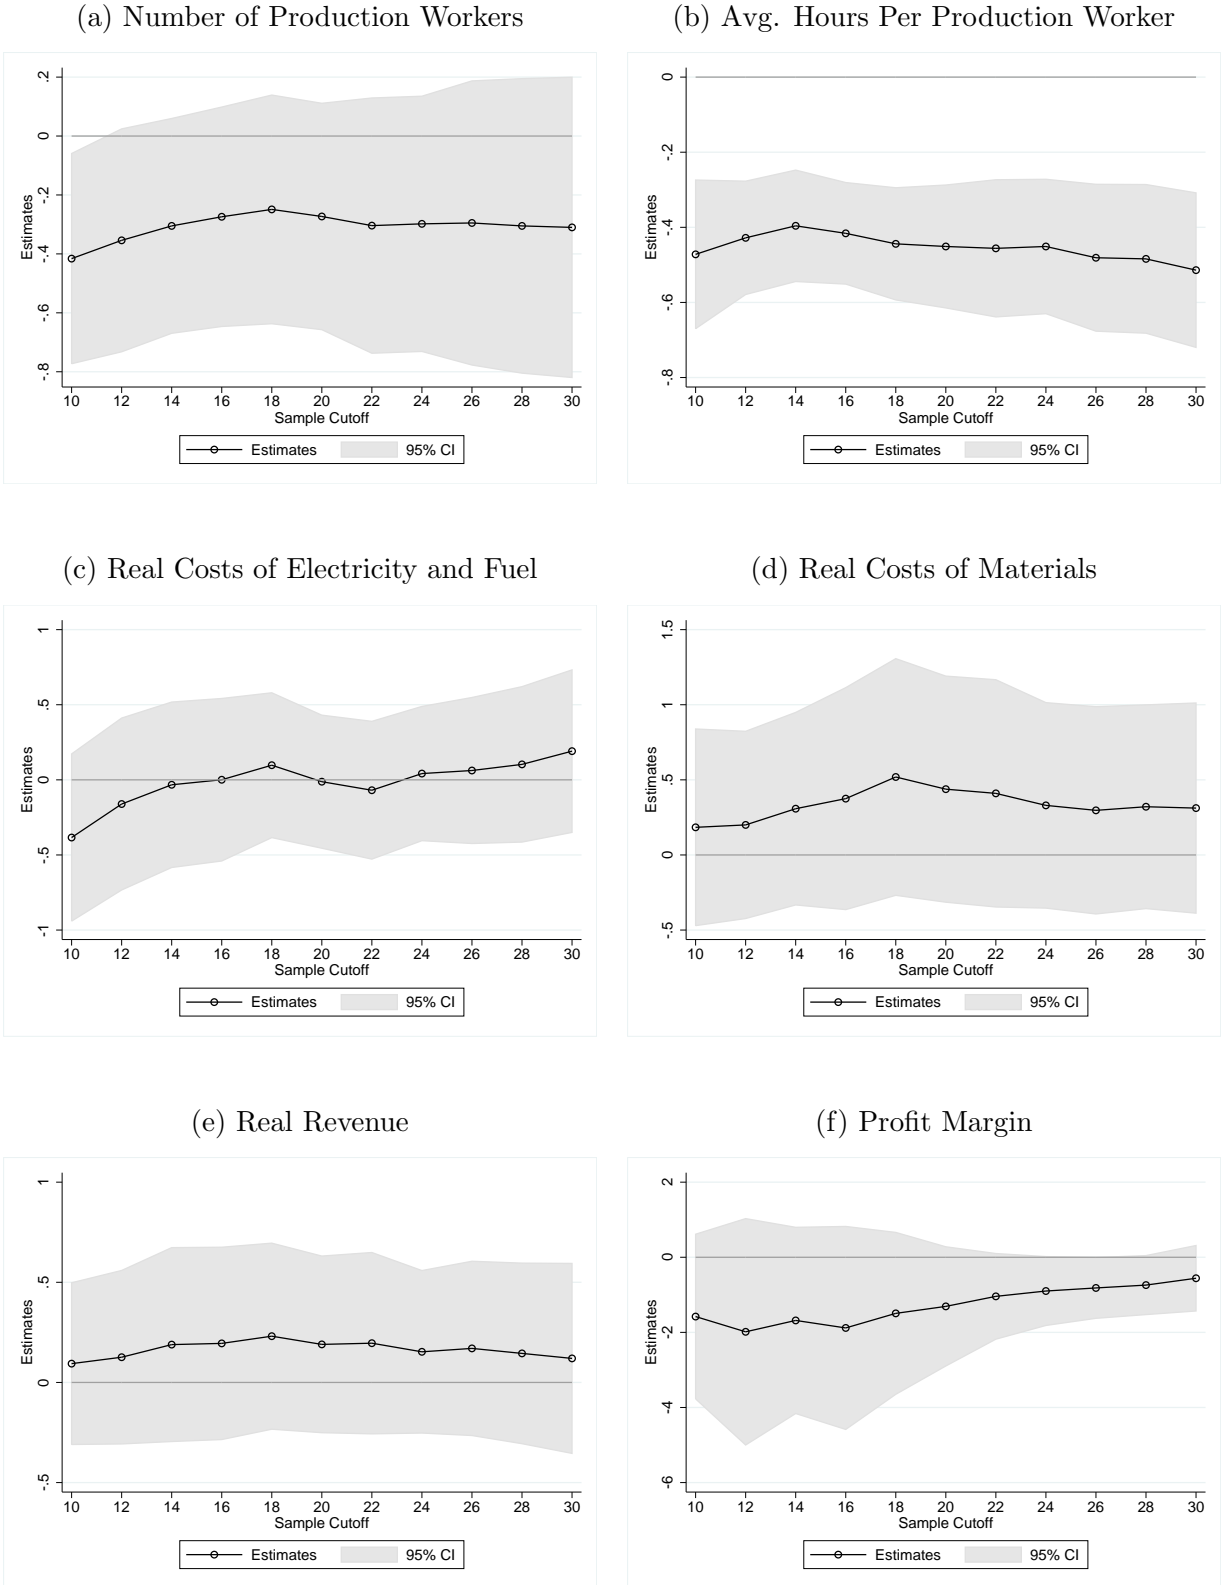 (a) Number of Production Workers
.2
0
-.2
-.4
-.6
-.8
Estimates
10 12 14 16 18 20 22 24 26 28 30
Sample Cutoff
Estimates 95% CI
(b) Avg. Hours Per Production Worker
0
-.2
-.4
-.6
-.8
Estimates
10 12 14 16 18 20 22 24 26 28 30
Sample Cutoff
Estimates 95% CI
(c) Real Costs of Electricity and Fuel
1
.5
0
-.5
-1
Estimates
10 12 14 16 18 20 22 24 26 28 30
Sample Cutoff
Estimates 95% CI
(d) Real Costs of Materials
1.5
1
.5
0
-.5
Estimates
10 12 14 16 18 20 22 24 26 28 30
Sample Cutoff
Estimates 95% CI
(e) Real Revenue
1
.5
0
-.5
Estimates
10 12 14 16 18 20 22 24 26 28 30
Sample Cutoff
Estimates 95% CI
(f) Profit Margin
2
0
-2
-4
-6
Estimates
10 12 14 16 18 20 22 24 26 28 30
Sample Cutoff
Estimates 95% CI